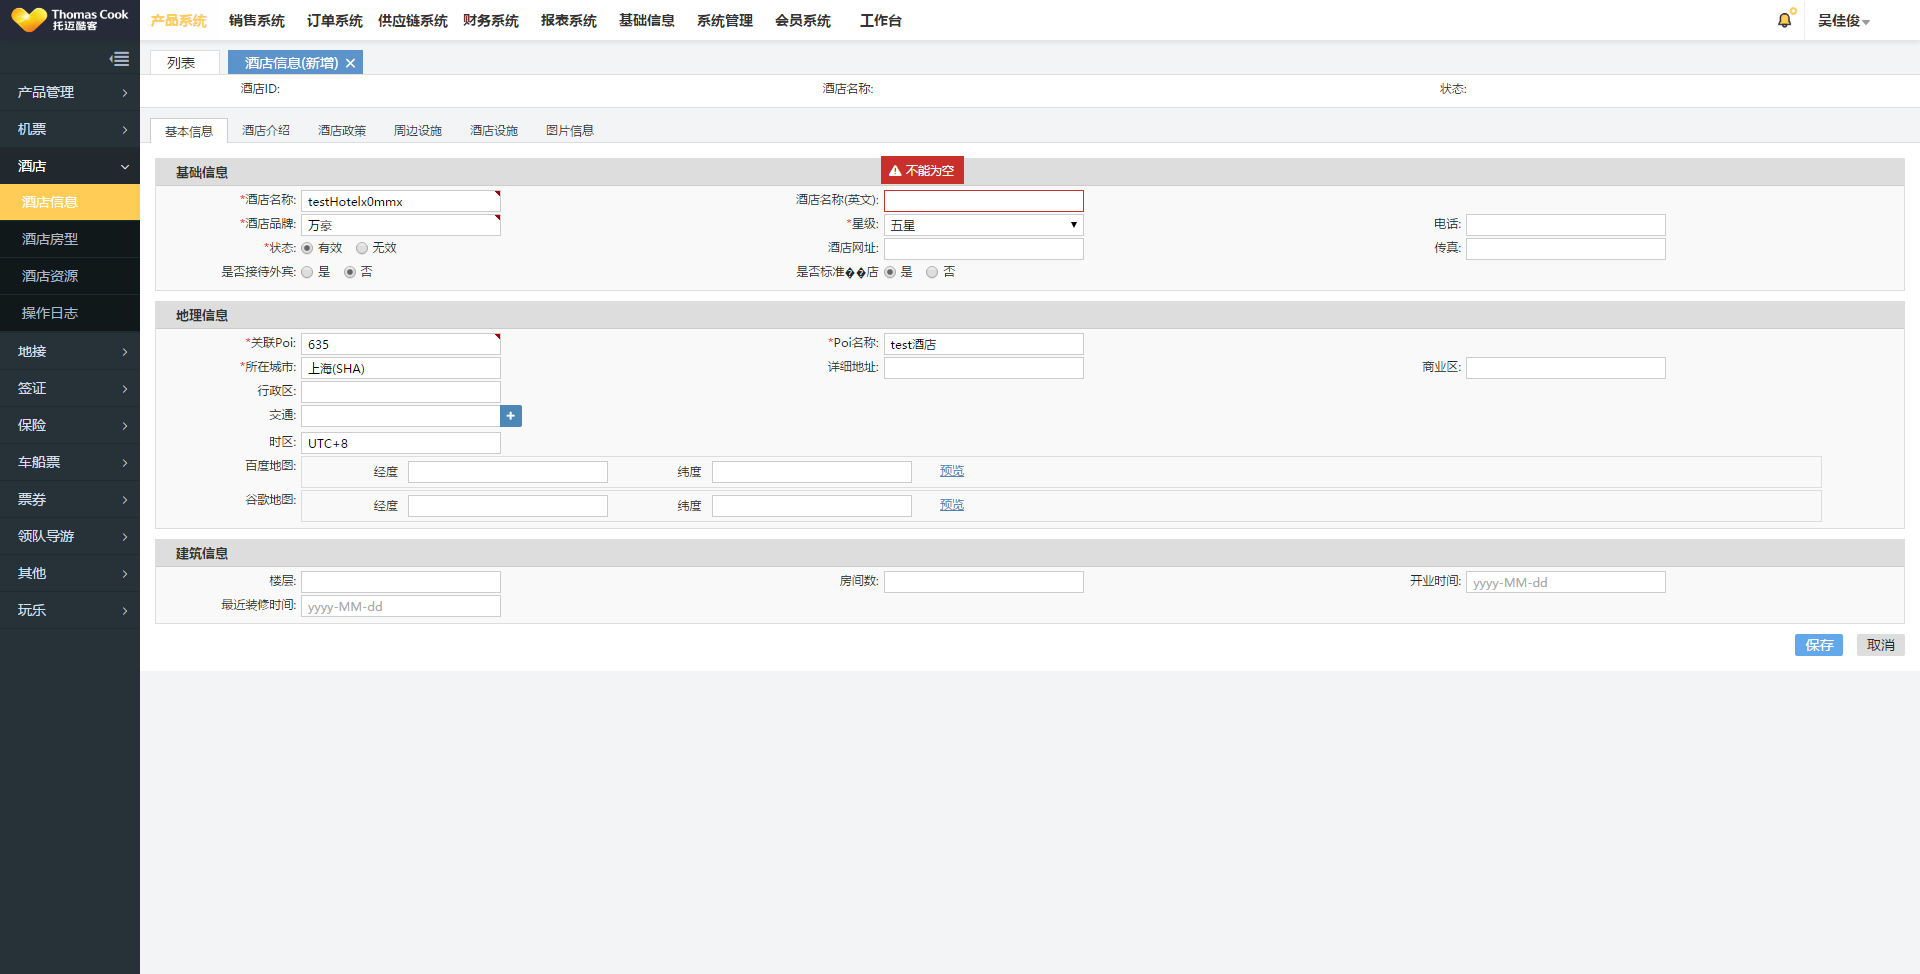 Thomas Cook
托迈酷客
产品系统 销售系统 订单系统 供应链系统 财务系统 报表系统 基础信息 系统管理 会员系统 工作台 吴佳俊
列表 酒店信息(新增)
酒店ID: 酒店名称: 状态:
基本信息 酒店介绍 酒店政策 周边设施 酒店设施 图片信息
产品管理
机票
酒店
酒店信息
酒店房型
酒店资源
操作日志
地接
签证
保险
车船票
票券
领队导游
其他
玩乐
基础信息 不能为空
*酒店名称: testHotelx0mmx 酒店名称(英文):
*酒店品牌: 万豪 *星级: 五星 电话:
*状态: 有效 无效 酒店网址: 传真:
是否接待外宾: 是 否 是否标准��店 是 否
地理信息
*关联Poi: 635 *Poi名称: test酒店
*所在城市: 上海(SHA) 详细地址: 商业区:
行政区:
交通: +
时区: UTC+8
百度地图: 经度 纬度 预览
谷歌地图: 经度 纬度 预览
建筑信息
楼层: 房间数: 开业时间: yyyy-MM-dd
最近装修时间: yyyy-MM-dd
保存 取消